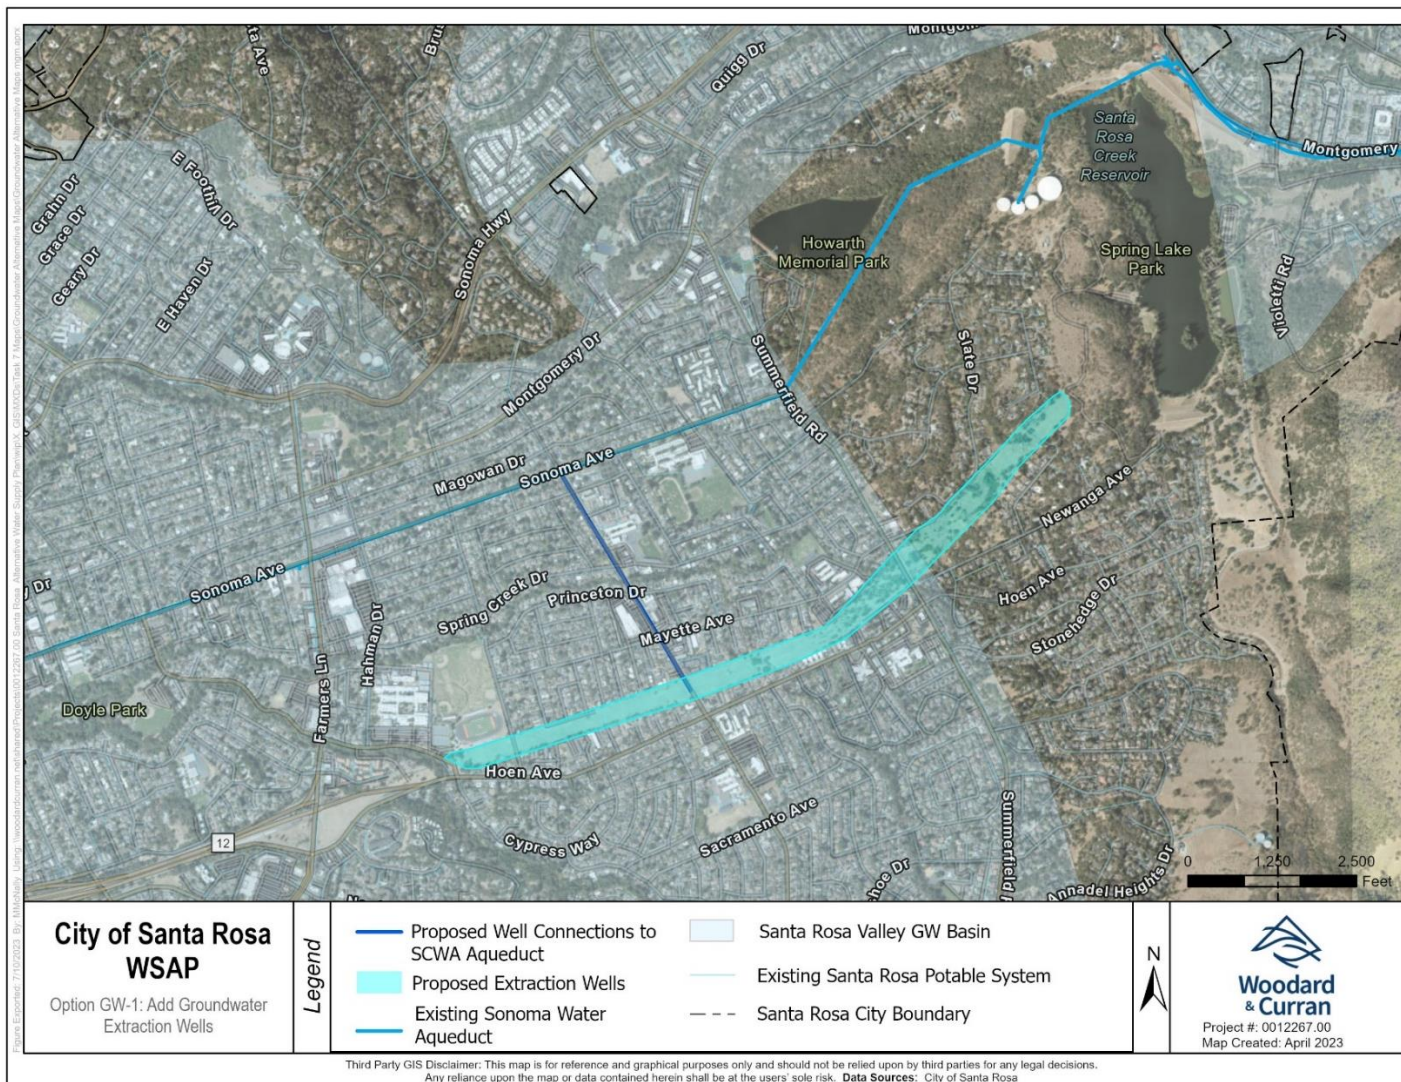 Montgom
ta Ave
Brus
Quigg Dr
Santa
Rosa
Creek
Reservoir
Montgomery
E Foothill Dr
Grahn Dr
Grace Dr
Geary Dr
E Haven Dr
Sonoma Hwy
Howarth
Memorial Park
Spring Lake
Park
Violetti Rd
Montgomery Dr
Summerfield Rd
Slate Dr
Magowan Dr
Sonoma Ave
Newanga Ave
Sonoma Ave
Dr
Spring Creek Dr
Princeton Dr
Hoen Ave
Stonehedge Dr
Mayette Ave
Hahman Dr
Farmers Ln
Doyle Park
Hoen Ave
Cypress Way
Sacramento Ave
Summerfield
12
hoe Dr
Annadel Heights Dr
0 1,250 2,500
Feet
City of Santa Rosa
WSAP
Option GW-1: Add Groundwater
Extraction Wells
Legend
Proposed Well Connections to
SCWA Aqueduct
Proposed Extraction Wells
Existing Sonoma Water
Aqueduct
Santa Rosa Valley GW Basin
Existing Santa Rosa Potable System
Santa Rosa City Boundary
N
Woodard
& Curran
Project #: 0012267.00
Map Created: April 2023
Third Party GIS Disclaimer: This map is for reference and graphical purposes only and should not be relied upon by third parties for any legal decisions.
Any reliance upon the map or data contained herein shall be at the users' sole risk. Data Sources: City of Santa Rosa